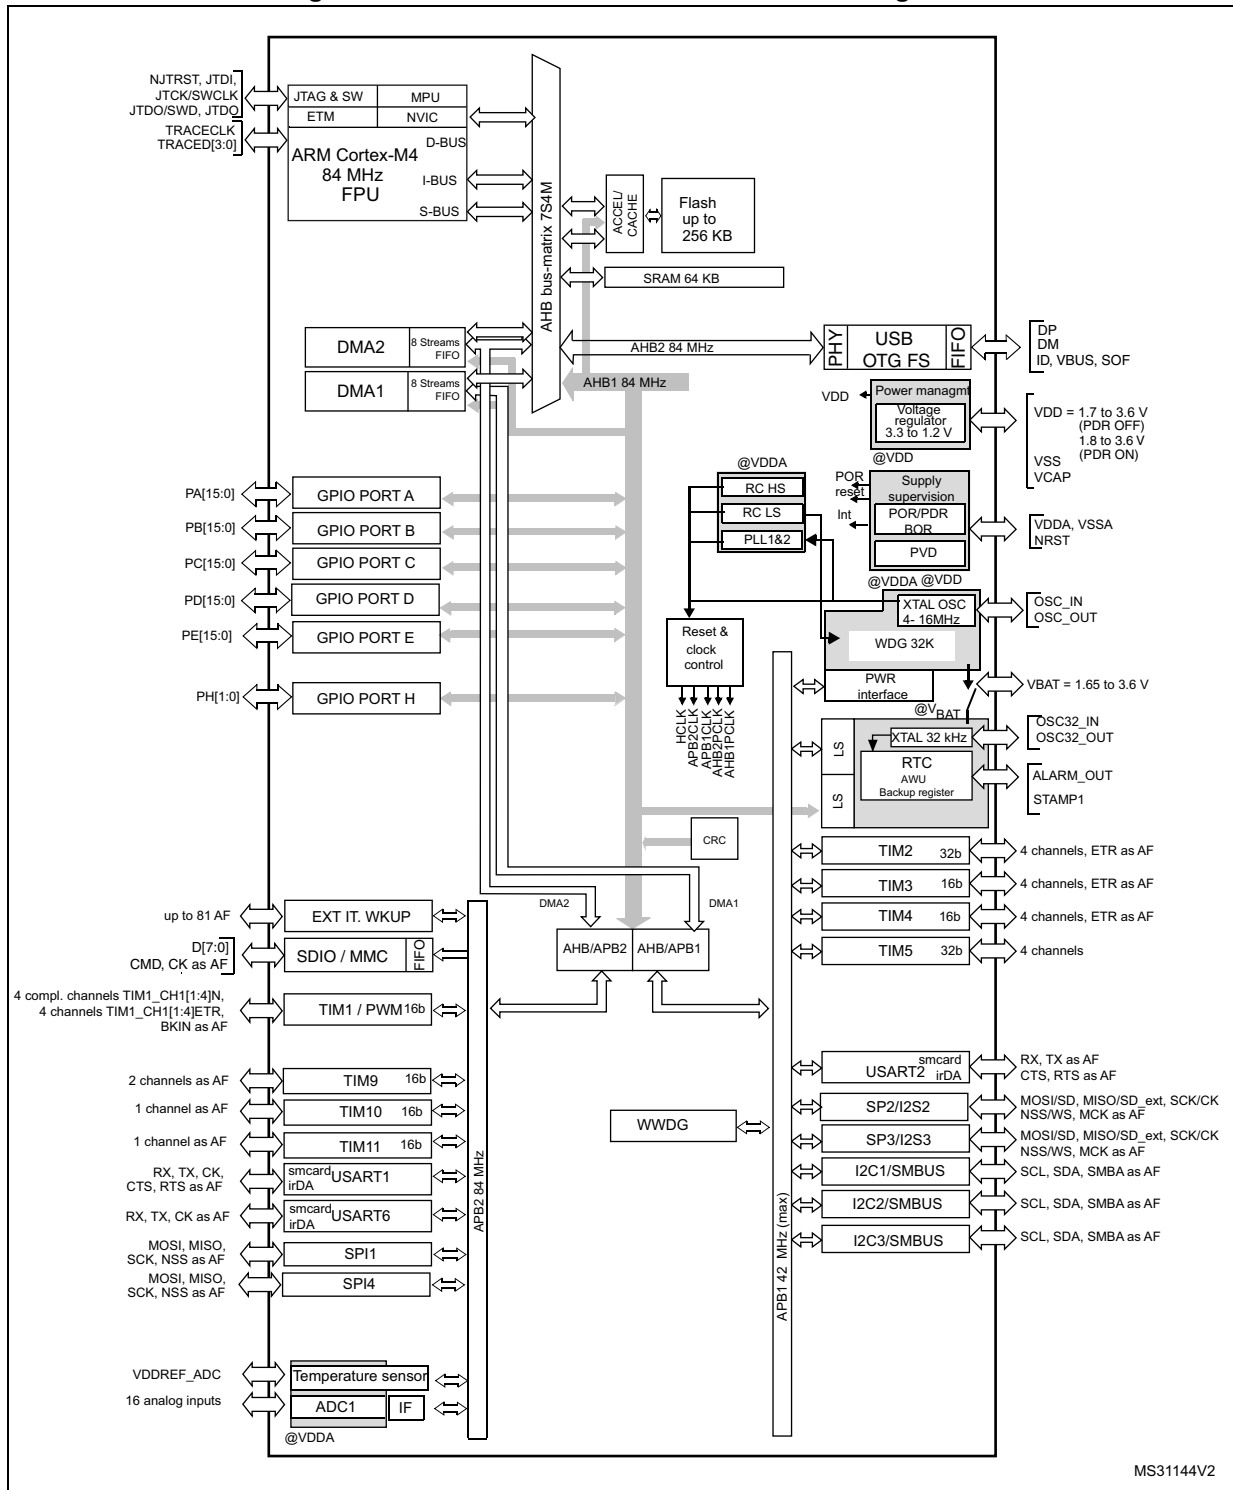 NJTRST, JTDI,
JTCK/SWCLK
JTDO/SWD, JTDO
TRACECLK
TRACED[3:0]
JTAG & SW
MPU
ETM
NVIC
ARM Cortex-M4
84 MHz
FPU
D-BUS
I-BUS
S-BUS
AHB bus-matrix 7S4M
ACCEL/
CACHE
Flash
up to
256 KB
SRAM 64 KB
DMA2
8 Streams
FIFO
DMA1
8 Streams
FIFO
AHB2 84 MHz
AHB1 84 MHz
PHY
USB
OTG FS
FIFO
DP
DM
ID, VBUS, SOF
VDD
Power managmt
Voltage
regulator
3.3 to 1.2 V
@VDD
VDD = 1.7 to 3.6 V
(PDR OFF)
1.8 to 3.6 V
(PDR ON)
VSS
VCAP
@VDDA
RC HS
RC LS
PLL1&2
POR
reset
Int
Supply
supervision
POR/PDR
BOR
PVD
VDDA, VSSA
NRST
@VDDA @VDD
PA[15:0]
GPIO PORT A
PB[15:0]
GPIO PORT B
PC[15:0]
GPIO PORT C
PD[15:0]
GPIO PORT D
PE[15:0]
GPIO PORT E
PH[1:0]
GPIO PORT H
XTAL OSC
4- 16MHz
OSC_IN
OSC_OUT
WDG 32K
Reset &
clock
control
HCLK
APB2CLK
APB1CLK
AHB2PCLK
AHB1PCLK
PWR
interface
VBAT = 1.65 to 3.6 V
@VBAT
LS
LS
XTAL 32 kHz
RTC
AWU
Backup register
OSC32_IN
OSC32_OUT
ALARM_OUT
STAMP1
CRC
TIM2 32b
4 channels, ETR as AF
TIM3 16b
4 channels, ETR as AF
TIM4 16b
4 channels, ETR as AF
TIM5 32b
4 channels
DMA2
DMA1
AHB/APB2
AHB/APB1
up to 81 AF
EXT IT. WKUP
D[7:0]
CMD, CK as AF
SDIO / MMC
FIFO
4 compl. channels TIM1_CH1[1:4]N,
4 channels TIM1_CH1[1:4]ETR,
BKIN as AF
TIM1 / PWM 16b
2 channels as AF
TIM9 16b
1 channel as AF
TIM10 16b
1 channel as AF
TIM11 16b
RX, TX, CK,
CTS, RTS as AF
smcard
irDA
USART1
RX, TX, CK as AF
smcard
irDA
USART6
MOSI, MISO,
SCK, NSS as AF
SPI1
MOSI, MISO,
SCK, NSS as AF
SPI4
VDDREF_ADC
Temperature sensor
16 analog inputs
ADC1
IF
@VDDA
APB2 84 MHz
WWDG
APB1 42 MHz (max)
USART2
smcard
irDA
RX, TX as AF
CTS, RTS as AF
SP2/I2S2
MOSI/SD, MISO/SD_ext, SCK/CK
NSS/WS, MCK as AF
SP3/I2S3
MOSI/SD, MISO/SD_ext, SCK/CK
NSS/WS, MCK as AF
I2C1/SMBUS
SCL, SDA, SMBA as AF
I2C2/SMBUS
SCL, SDA, SMBA as AF
I2C3/SMBUS
SCL, SDA, SMBA as AF
MS31144V2